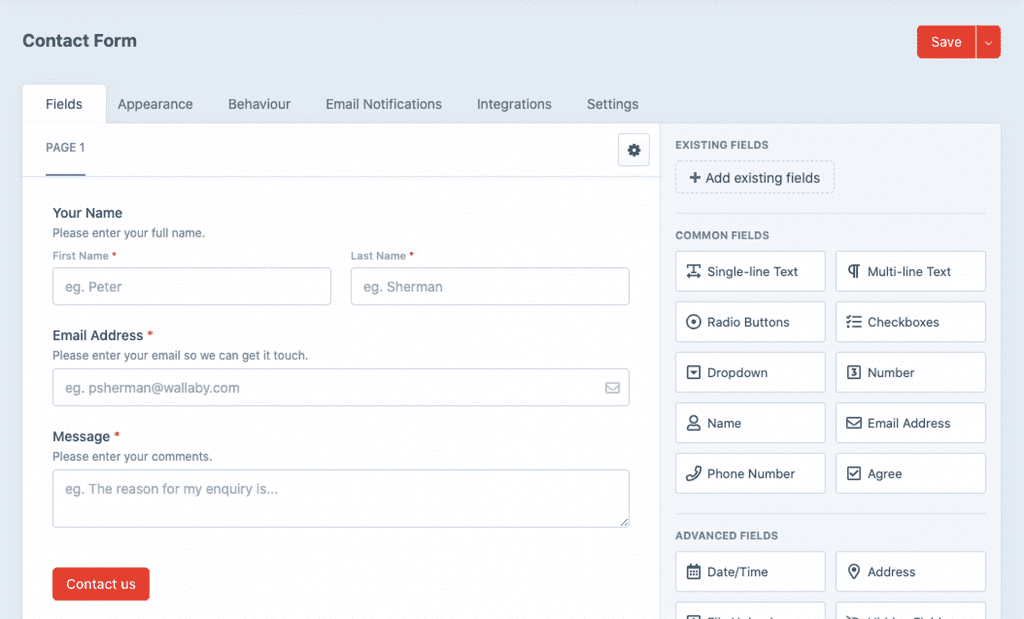 Contact Form
Save
Fields Appearance Behaviour Email Notifications Integrations Settings
PAGE 1
Your Name
Please enter your full name.
First Name * Last Name *
eg. Peter eg. Sherman
Email Address *
Please enter your email so we can get it touch.
eg. psherman@wallaby.com
Message *
Please enter your comments.
eg. The reason for my enquiry is...
Contact us
EXISTING FIELDS
+ Add existing fields
COMMON FIELDS
Single-line Text Multi-line Text
Radio Buttons Checkboxes
Dropdown Number
Name Email Address
Phone Number Agree
ADVANCED FIELDS
Date/Time Address